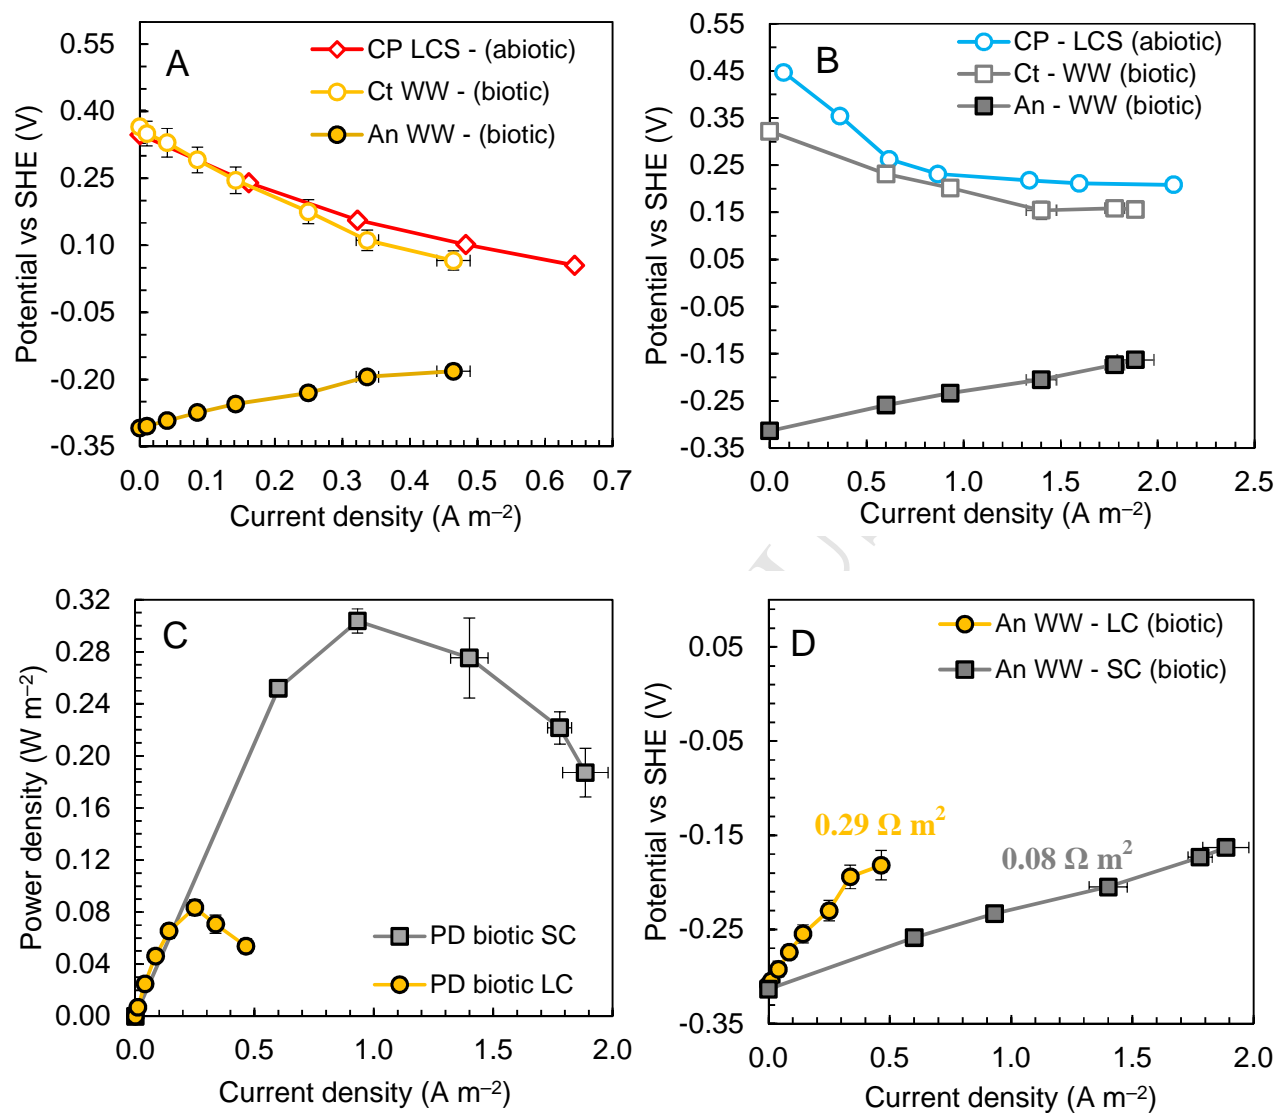 A
CP LCS - (abiotic)
Ct WW - (biotic)
An WW - (biotic)
Potential vs SHE (V)
0.55
0.40
0.25
0.10
-0.05
-0.20
-0.35
0.0 0.1 0.2 0.3 0.4 0.5 0.6 0.7
Current density (A m⁻²)
B
CP - LCS (abiotic)
Ct - WW (biotic)
An - WW (biotic)
Potential vs SHE (V)
0.55
0.45
0.35
0.25
0.15
0.05
-0.05
-0.15
-0.25
-0.35
0.0 0.5 1.0 1.5 2.0 2.5
Current density (A m⁻²)
C
PD biotic SC
PD biotic LC
Power density (W m⁻²)
0.32
0.28
0.24
0.20
0.16
0.12
0.08
0.04
0.00
0.0 0.5 1.0 1.5 2.0
Current density (A m⁻²)
D
An WW - LC (biotic)
An WW - SC (biotic)
0.29 Ω m²
0.08 Ω m²
Potential vs SHE (V)
0.05
-0.05
-0.15
-0.25
-0.35
0.0 0.5 1.0 1.5 2.0
Current density (A m⁻²)